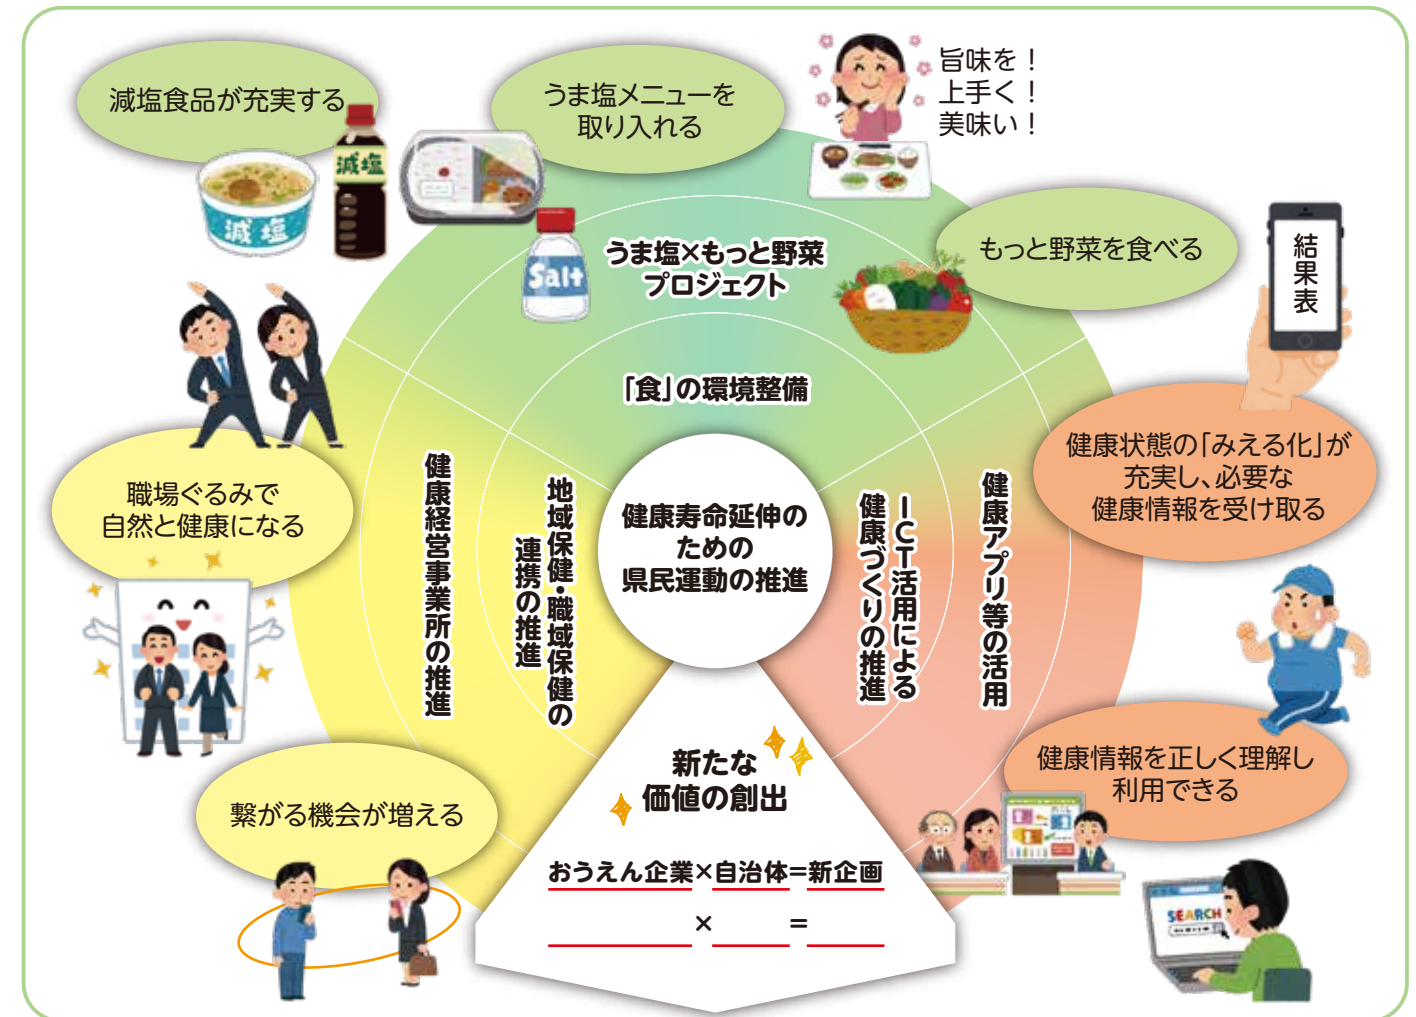 減塩食品が充実する
減塩
減塩
うま塩メニューを
取り入れる
Salt
旨味を！
上手く！
美味い！
もっと野菜を食べる
結果表
うま塩×もっと野菜
プロジェクト
「食」の環境整備
健康寿命延伸の
ための
県民運動の推進
職場ぐるみで
自然と健康になる
健康経営事業所の推進
地域保健・職域保健の
連携の推進
ICT活用による
健康づくりの推進
健康アプリ等の活用
健康状態の「みえる化」が
充実し、必要な
健康情報を受け取る
健康情報を正しく理解し
利用できる
繋がる機会が増える
新たな
価値の創出
おうえん企業×自治体=新企画
× =
SEARCH